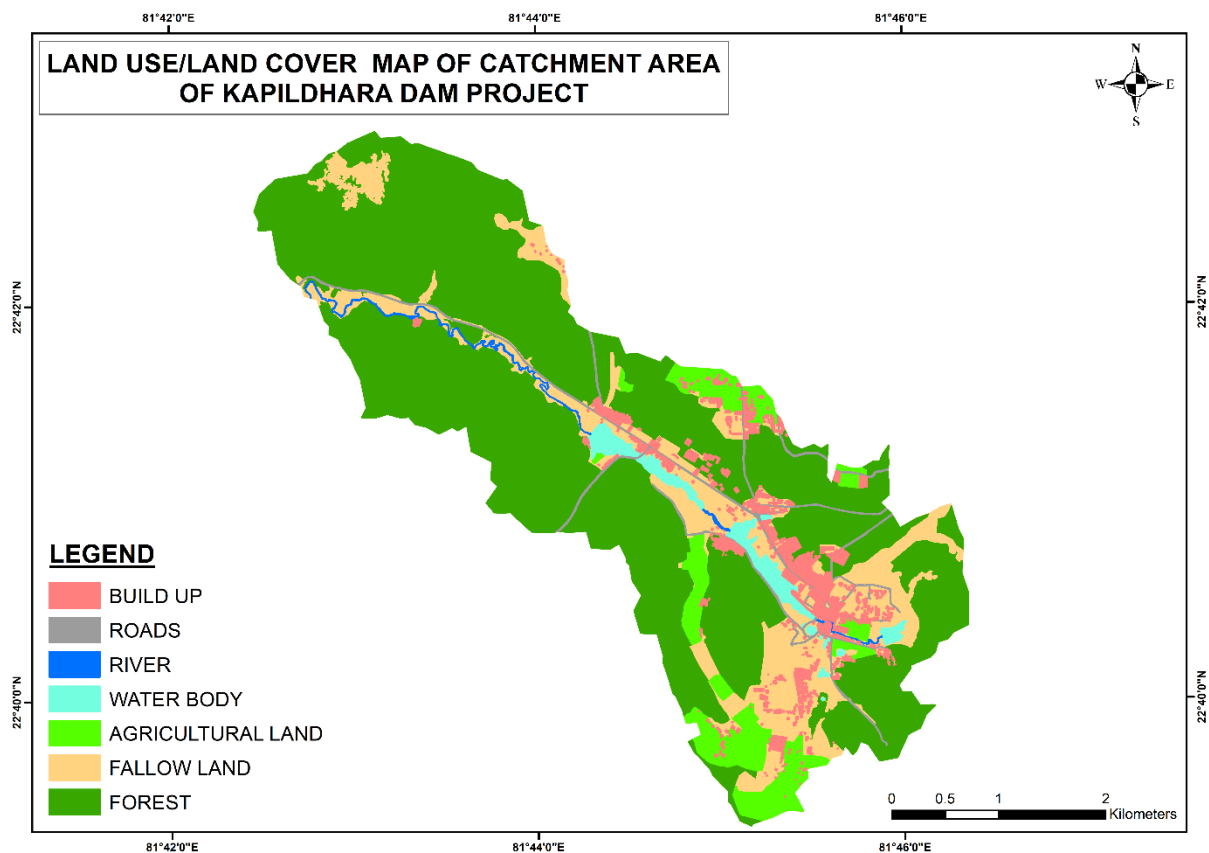 81°42'0"E
81°44'0"E
81°46'0"E
LAND USE/LAND COVER MAP OF CATCHMENT AREA
OF KAPILDHARA DAM PROJECT
N
W
E
S
22°42'0"N
22°42'0"N
LEGEND
BUILD UP
ROADS
RIVER
WATER BODY
AGRICULTURAL LAND
FALLOW LAND
FOREST
22°40'0"N
22°40'0"N
0 0.5 1 2
Kilometers
81°42'0"E
81°44'0"E
81°46'0"E